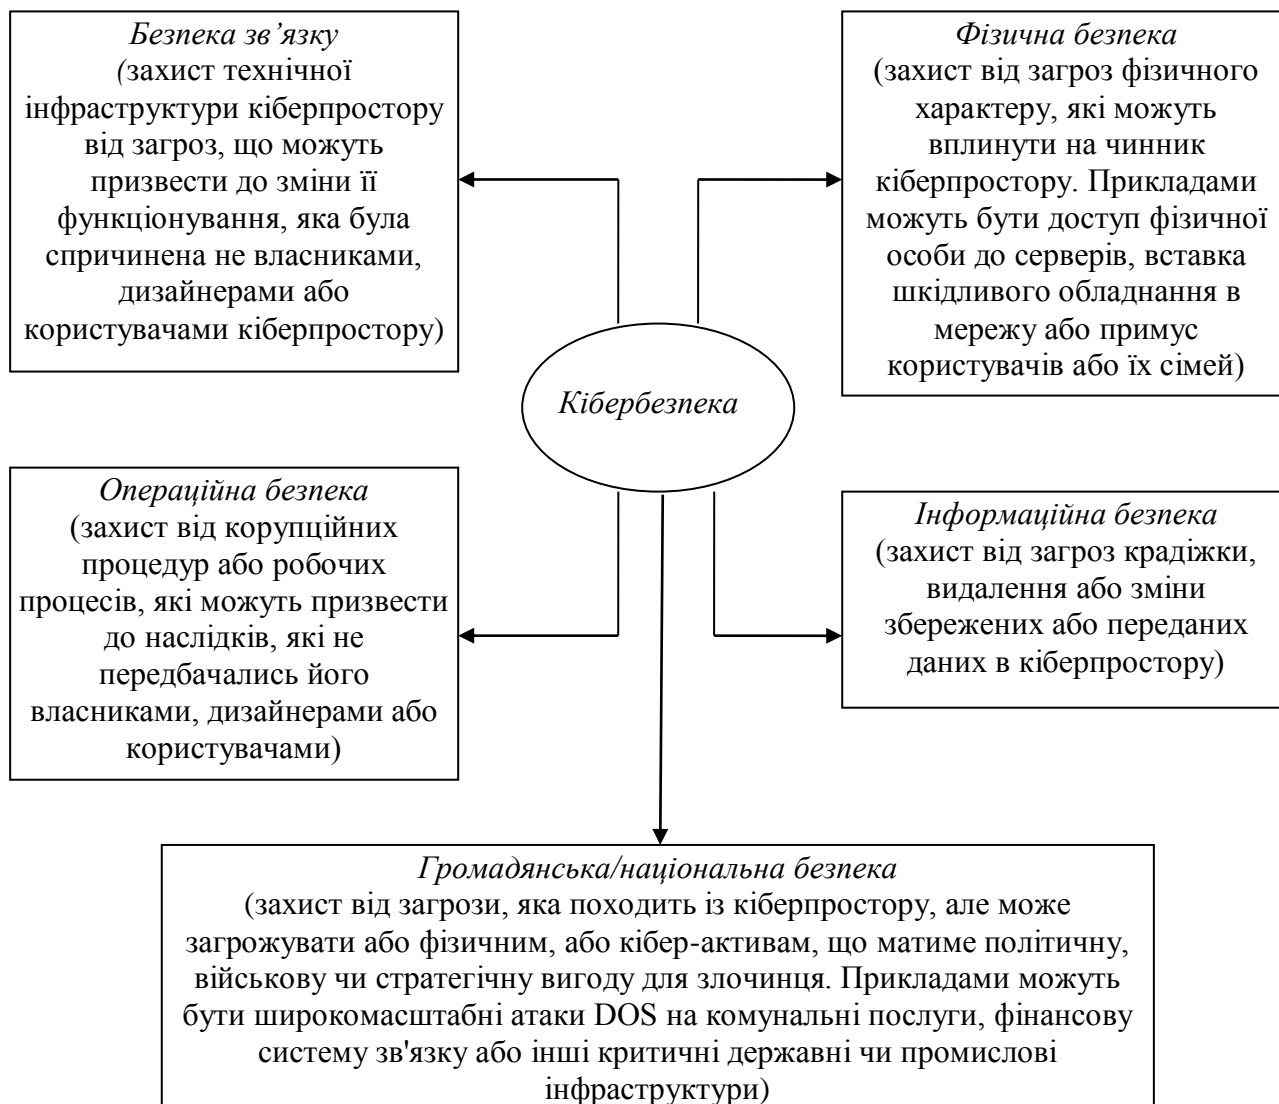 Безпека зв’язку
(захист технічної
інфраструктури кіберпростору
від загроз, що можуть
призвести до зміни її
функціонування, яка була
спричинена не власниками,
дизайнерами або
користувачами кіберпростору)
Фізична безпека
(захист від загроз фізичного
характеру, які можуть
вплинути на чинник
кіберпростору. Прикладами
можуть бути доступ фізичної
особи до серверів, вставка
шкідливого обладнання в
мережу або примус
користувачів або їх сімей)
Кібербезпека
Операційна безпека
(захист від корупційних
процедур або робочих
процесів, які можуть призвести
до наслідків, які не
передбачались його
власниками, дизайнерами або
користувачами)
Інформаційна безпека
(захист від загроз крадіжки,
видалення або зміни
збережених або переданих
даних в кіберпростору)
Громадянська/національна безпека
(захист від загрози, яка походить із кіберпростору, але може
загрожувати або фізичним, або кібер-активам, що матиме політичну,
військову чи стратегічну вигоду для злочинця. Прикладами можуть
бути широкомасштабні атаки DOS на комунальні послуги, фінансову
систему зв'язку або інші критичні державні чи промислові
інфраструктури)